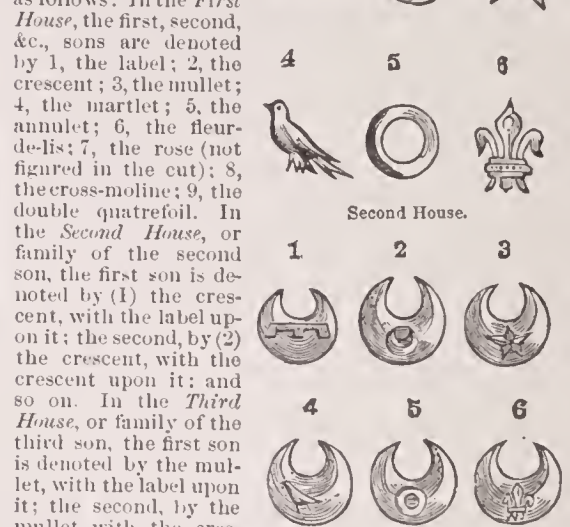 as follows: In the First
House, the first, second,
&c., sons are denoted
by 1, the label; 2, the
crescent; 3, the mullet;
4, the martlet; 5, the
annulet; 6, the fleur-
de-lis; 7, the rose (not
figured in the cut); 8,
the cross-moline; 9, the
double quatrefoil. In
the Second House, or
family of the second
son, the first son is de-
noted by (1) the cres-
cent, with the label up-
on it; the second, by (2)
the crescent, with the
crescent upon it: and
so on. In the Third
House, or family of the
third son, the first son
is denoted by the mul-
let, with the label upon
it; the second, by the
mullet with the cres-
4 5 6
Second House.
1 2 3
4 5 6